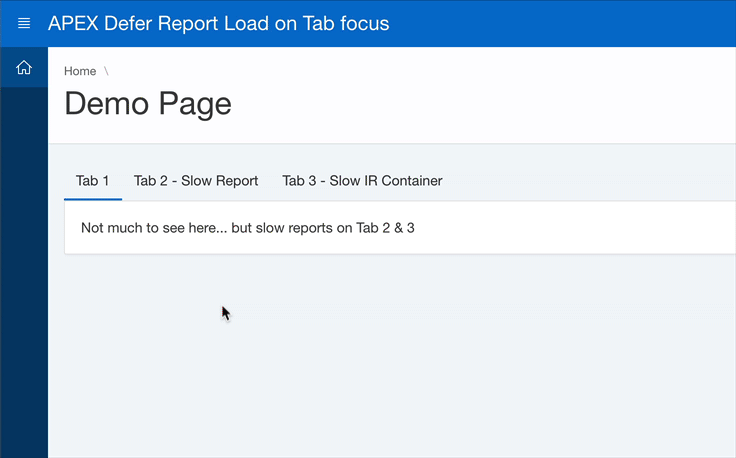 APEX Defer Report Load on Tab focus
Home \
Demo Page
Tab 1 Tab 2 - Slow Report Tab 3 - Slow IR Container
Not much to see here... but slow reports on Tab 2 & 3